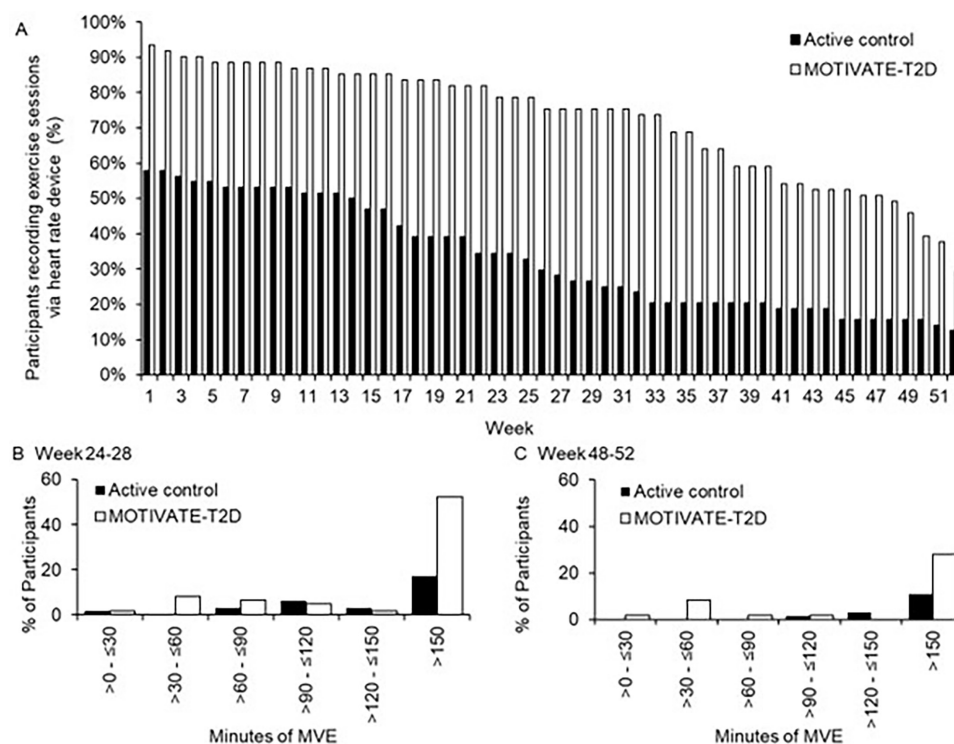 A
100%
90%
80%
70%
60%
50%
40%
30%
20%
10%
0%
Participants recording exercise sessions
via heart rate device (%)
Active control
MOTIVATE-T2D
1 3 5 7 9 11 13 15 17 19 21 23 25 27 29 31 33 35 37 39 41 43 45 47 49 51
Week
B Week 24-28
60
40
20
0
% of Participants
Active control
MOTIVATE-T2D
>0 - ≤30
>30 - ≤60
>60 - ≤90
>90 - ≤120
>120 - ≤150
>150
Minutes of MVE
C Week 48-52
60
40
20
0
% of Participants
Active control
MOTIVATE-T2D
>0 - ≤30
>30 - ≤60
>60 - ≤90
>90 - ≤120
>120 - ≤150
>150
Minutes of MVE